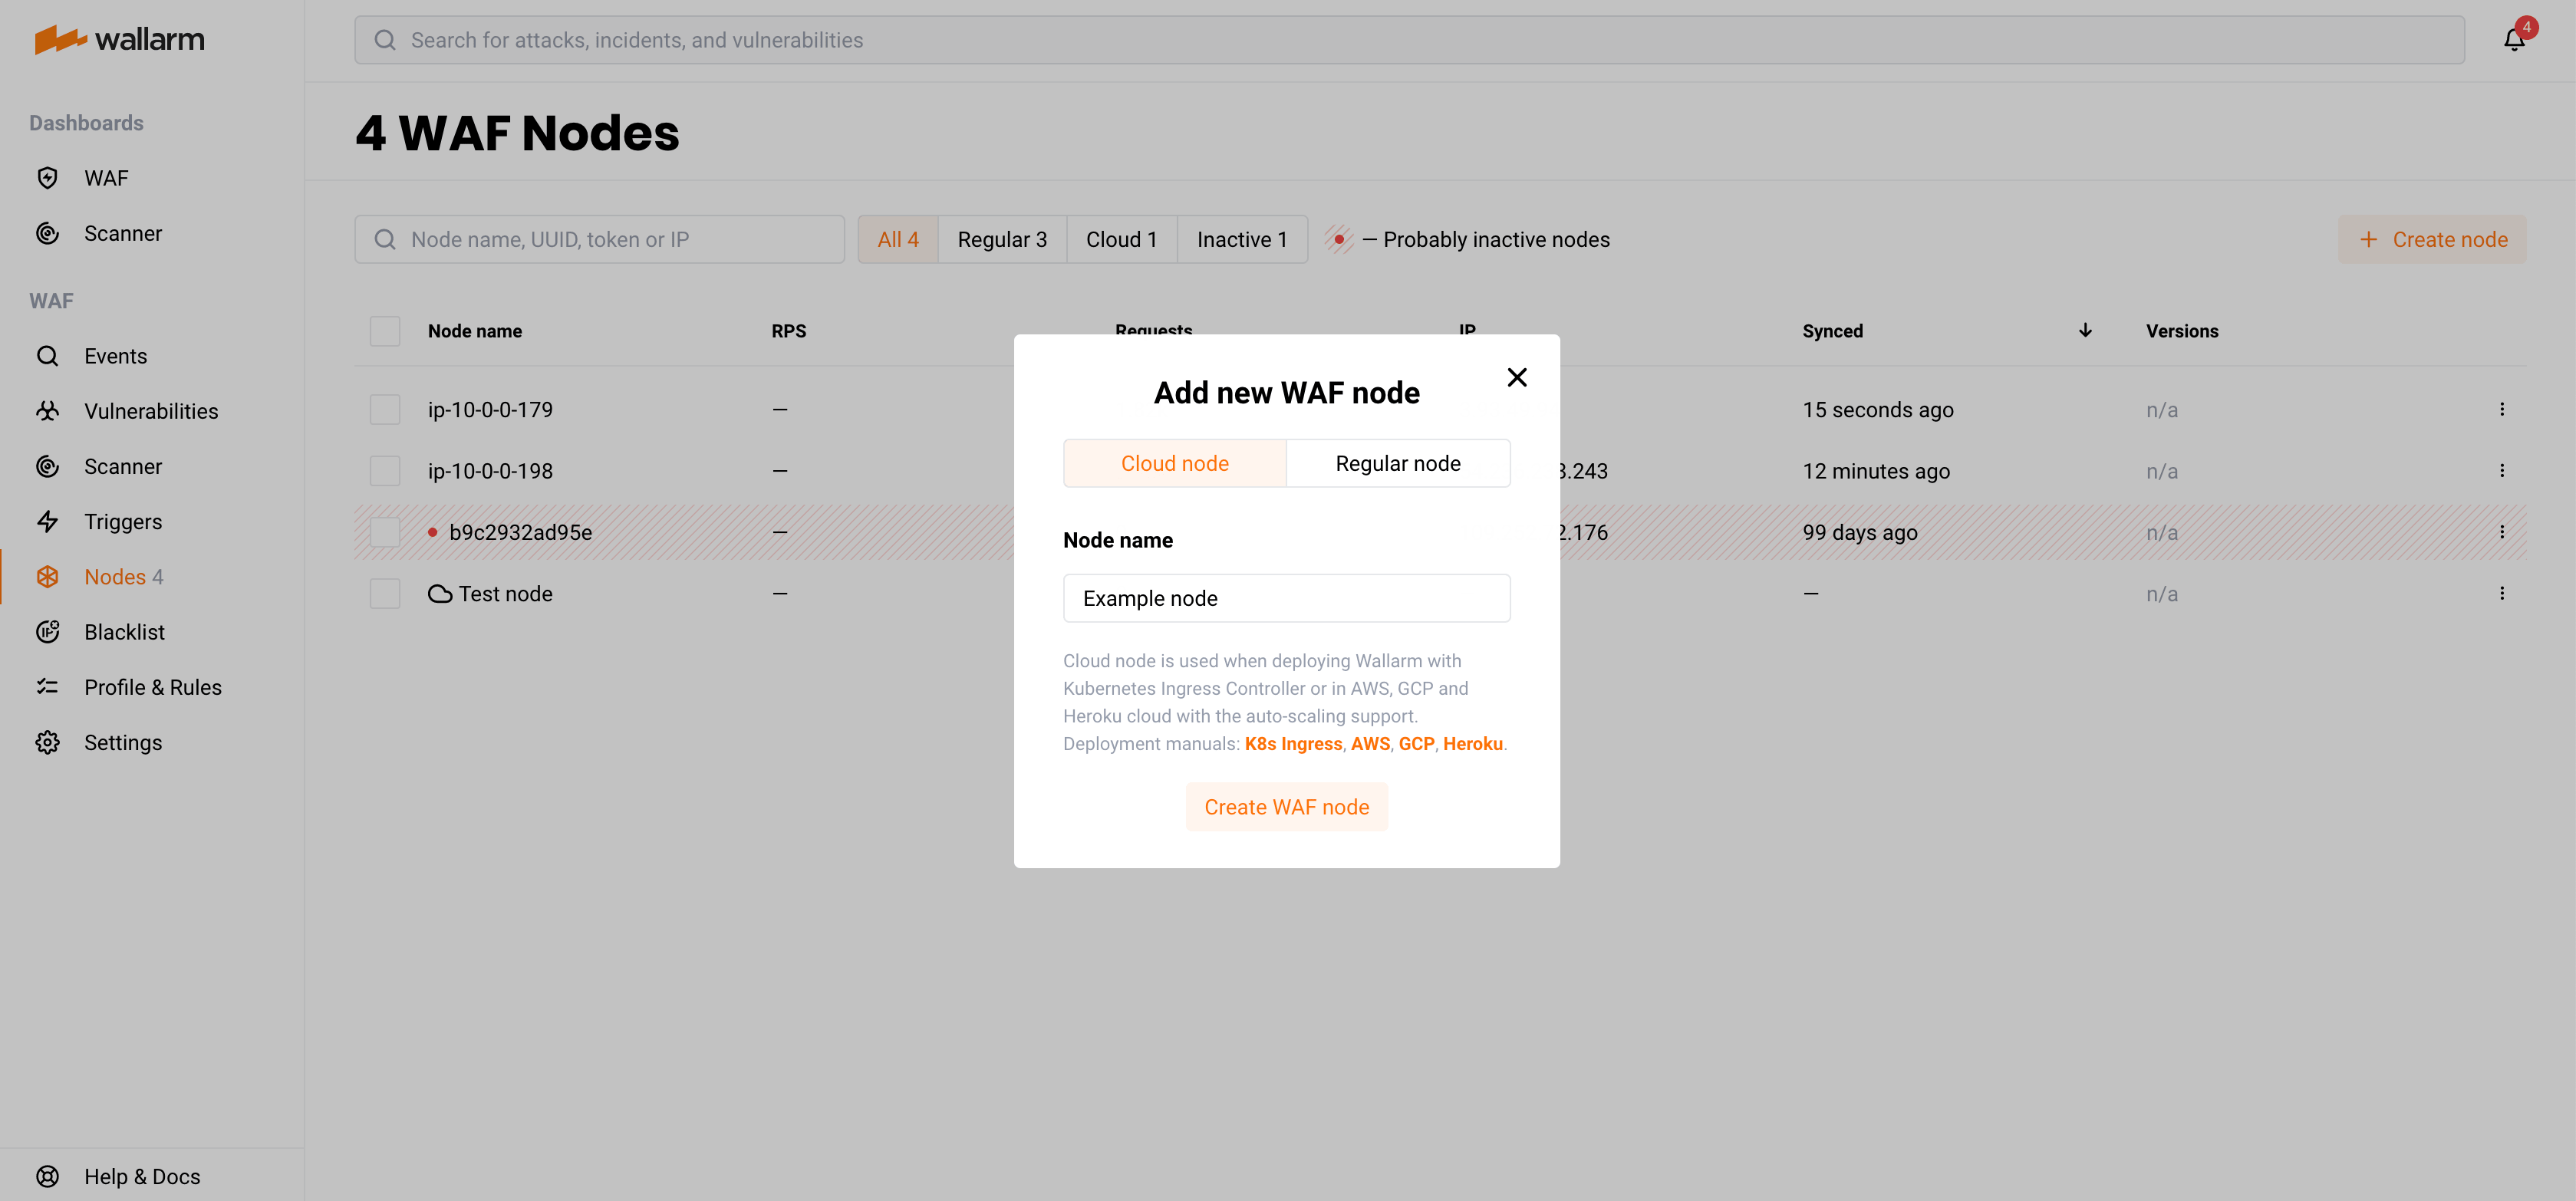 wallarm
Search for attacks, incidents, and vulnerabilities
4
Dashboards
WAF
Scanner
WAF
Events
Vulnerabilities
Scanner
Triggers
Nodes 4
Blacklist
Profile & Rules
Settings
Help & Docs
4 WAF Nodes
Node name, UUID, token or IP
All 4 Regular 3 Cloud 1 Inactive 1 — Probably inactive nodes
+ Create node
Node name RPS Requests IP Synced Versions
ip-10-0-0-179 — 15 seconds ago n/a
ip-10-0-0-198 — 3.243 12 minutes ago n/a
b9c2932ad95e — 2.176 99 days ago n/a
Test node — — n/a
Add new WAF node
Cloud node Regular node
Node name
Example node
Cloud node is used when deploying Wallarm with
Kubernetes Ingress Controller or in AWS, GCP and
Heroku cloud with the auto-scaling support.
Deployment manuals: K8s Ingress, AWS, GCP, Heroku.
Create WAF node